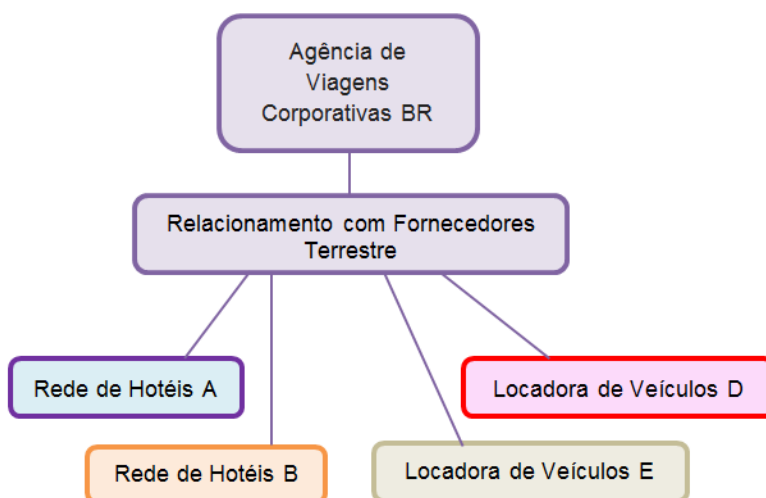 Agência de
Viagens
Corporativas BR
Relacionamento com Fornecedores
Terrestre
Rede de Hotéis A
Locadora de Veículos D
Rede de Hotéis B
Locadora de Veículos E